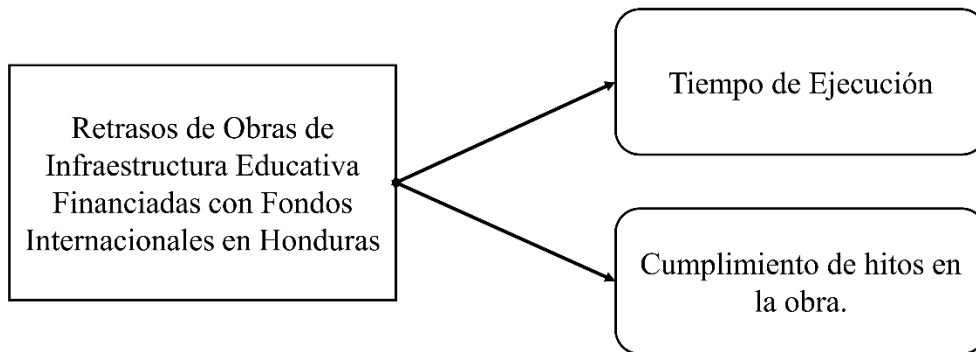 Retrasos de Obras de
Infraestructura Educativa
Financiadas con Fondos
Internacionales en Honduras
Tiempo de Ejecución
Cumplimiento de hitos en
la obra.